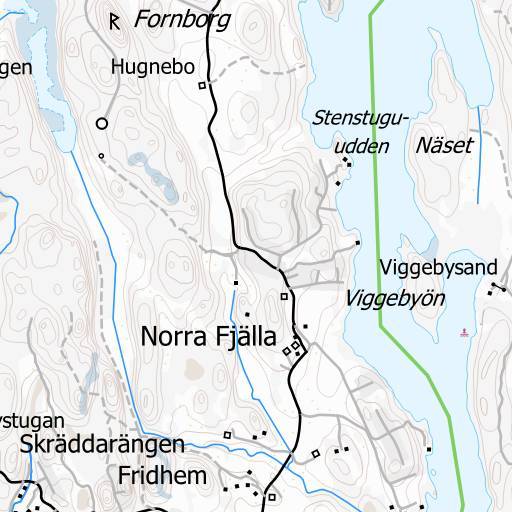 Fornborg
Hugnebo
gen
Stenstugu-
udden
Näset
Viggebysand
Viggebyön
Norra Fjälla
ystugan
Skräddarängen
Fridhem